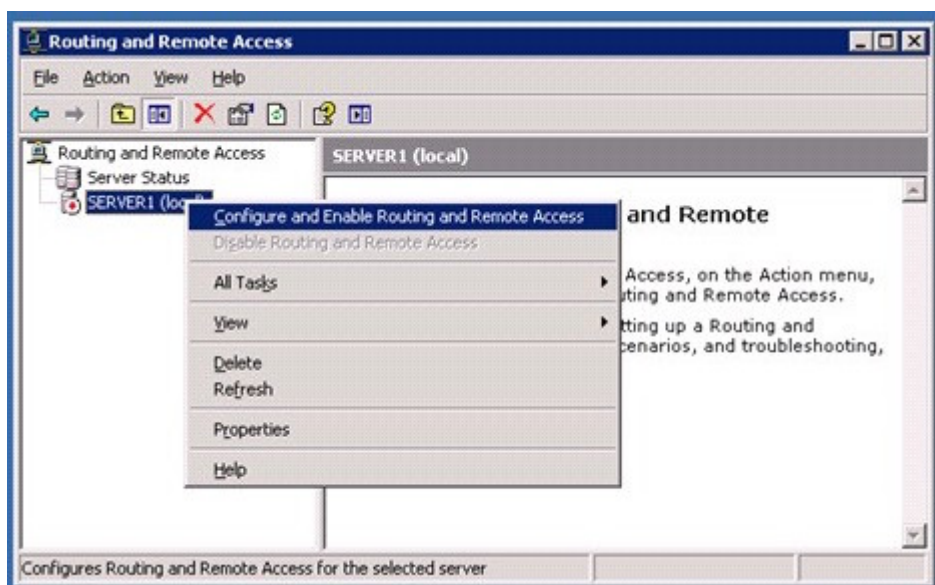 Routing and Remote Access
File Action View Help
Routing and Remote Access
Server Status
SERVER1 (local)
SERVER1 (local)
Configure and Enable Routing and Remote Access
Disable Routing and Remote Access
All Tasks
View
Delete
Refresh
Properties
Help
and Remote
Access, on the Action menu,
uting and Remote Access.
tting up a Routing and
cenarios, and troubleshooting,
Configures Routing and Remote Access for the selected server